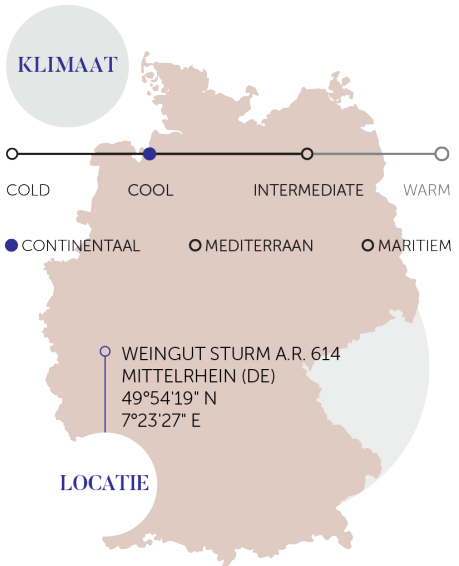 KLIMAAT
COLD COOL INTERMEDIATE WARM
CONTINENTAAL MEDITERRAAN MARITIEM
WEINGUT STURM A.R. 614
MITTELRHEIN (DE)
49°54'19" N
7°23'27" E
LOCATIE